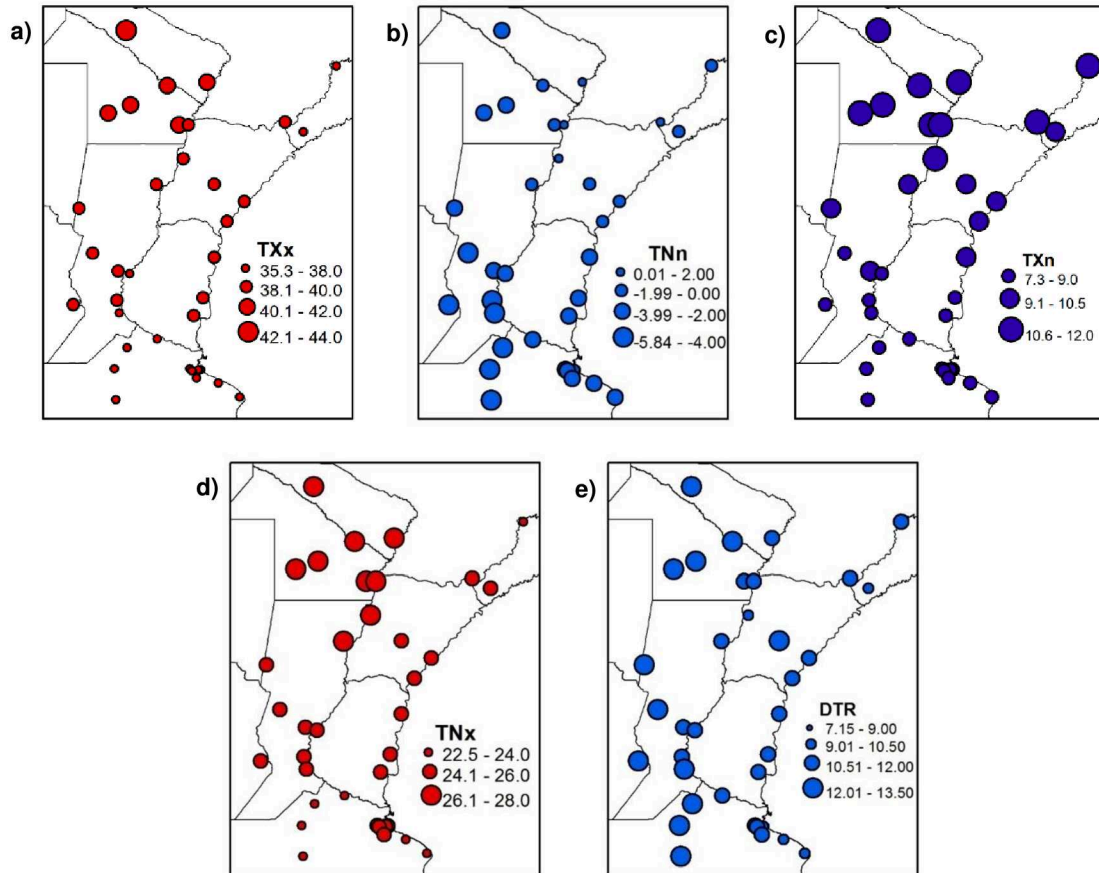 a)
TXx
35.3 - 38.0
38.1 - 40.0
40.1 - 42.0
42.1 - 44.0
b)
TNn
0.01 - 2.00
-1.99 - 0.00
-3.99 - -2.00
-5.84 - -4.00
c)
TXn
7.3 - 9.0
9.1 - 10.5
10.6 - 12.0
d)
TNx
22.5 - 24.0
24.1 - 26.0
26.1 - 28.0
e)
DTR
7.15 - 9.00
9.01 - 10.50
10.51 - 12.00
12.01 - 13.50